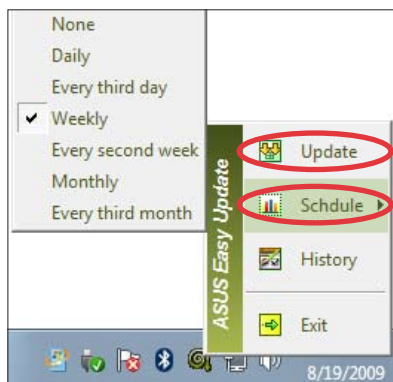 None
Daily
Every third day
Weekly
Every second week
Monthly
Every third month
ASUS Easy Update
Update
Schdule
History
Exit
8/19/2009